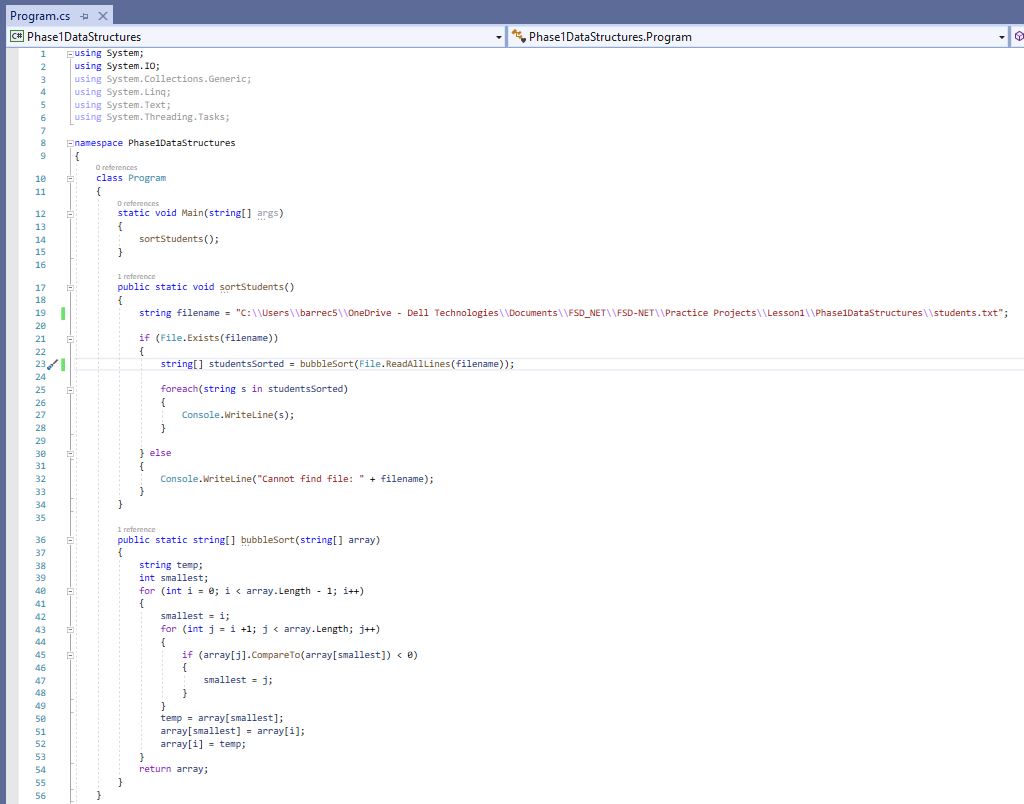 Program.cs
C# Phase1DataStructures
Phase1DataStructures.Program
1 using System;
2 using System.IO;
3 using System.Collections.Generic;
4 using System.Linq;
5 using System.Text;
6 using System.Threading.Tasks;
7
8 namespace Phase1DataStructures
9 {
0 references
10 class Program
11 {
0 references
12 static void Main(string[] args)
13 {
14 sortStudents();
15 }
16
1 reference
17 public static void sortStudents()
18 {
19 string filename = "C:\\Users\\barrec5\\OneDrive - Dell Technologies\\Documents\\FSD_NET\\FSD-NET\\Practice Projects\\Lesson1\\Phase1DataStructures\\students.txt";
20
21 if (File.Exists(filename))
22 {
23 string[] studentsSorted = bubbleSort(File.ReadAllLines(filename));
24
25 foreach(string s in studentsSorted)
26 {
27 Console.WriteLine(s);
28 }
29
30 } else
31 {
32 Console.WriteLine("Cannot find file: " + filename);
33 }
34 }
35
1 reference
36 public static string[] bubbleSort(string[] array)
37 {
38 string temp;
39 int smallest;
40 for (int i = 0; i < array.Length - 1; i++)
41 {
42 smallest = i;
43 for (int j = i +1; j < array.Length; j++)
44 {
45 if (array[j].CompareTo(array[smallest]) < 0)
46 {
47 smallest = j;
48 }
49 }
50 temp = array[smallest];
51 array[smallest] = array[i];
52 array[i] = temp;
53 }
54 return array;
55 }
56 }